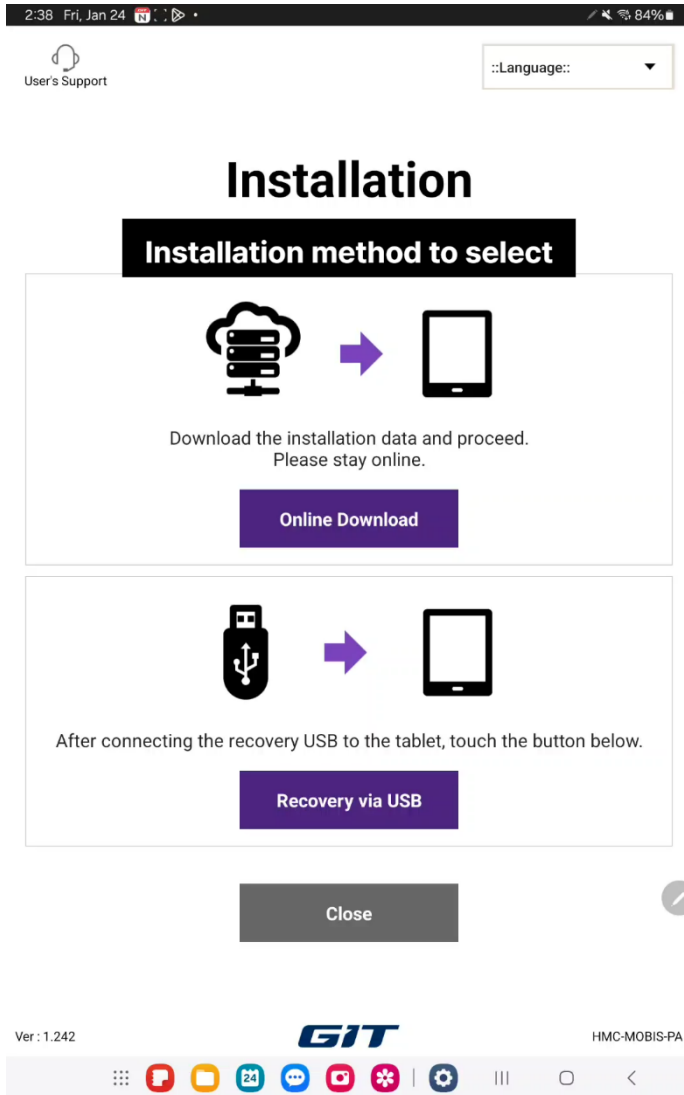 2:38 Fri, Jan 24
84%
User's Support
::Language::
Installation
Installation method to select
Download the installation data and proceed.
Please stay online.
Online Download
After connecting the recovery USB to the tablet, touch the button below.
Recovery via USB
Close
Ver : 1.242
GIT
HMC-MOBIS-PA
24